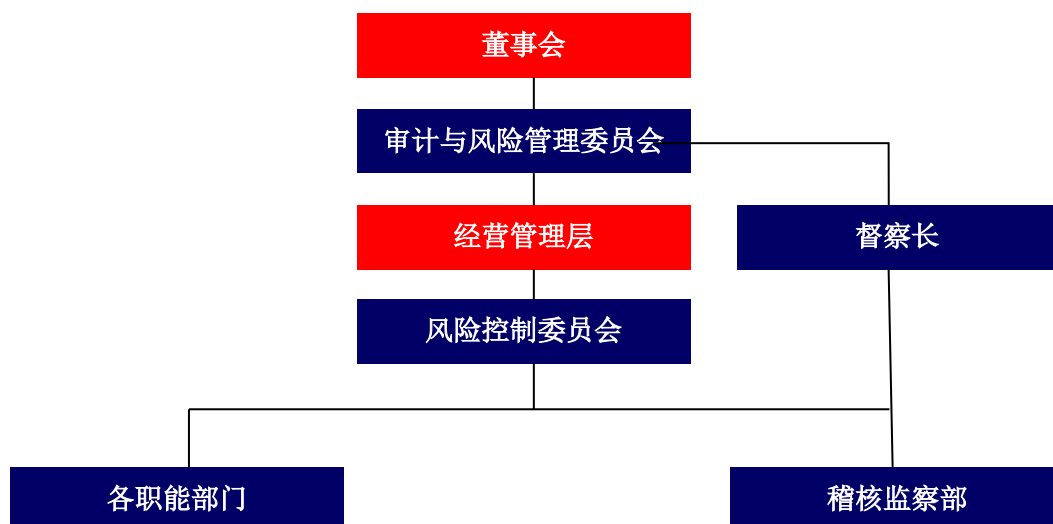 董事会
审计与风险管理委员会
经营管理层
督察长
风险控制委员会
各职能部门
稽核监察部